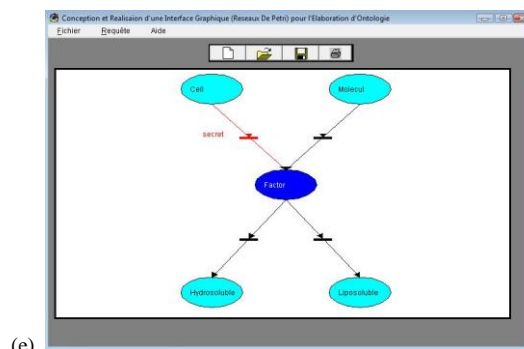 Conception et Realisaion d'une Interface Graphique (Reseaux De Petri) pour l'Elaboration d'Ontologie
Fichier Requête Aide
Cell Molecul
secret
Factor
Hydrosoluble Liposoluble
(e)